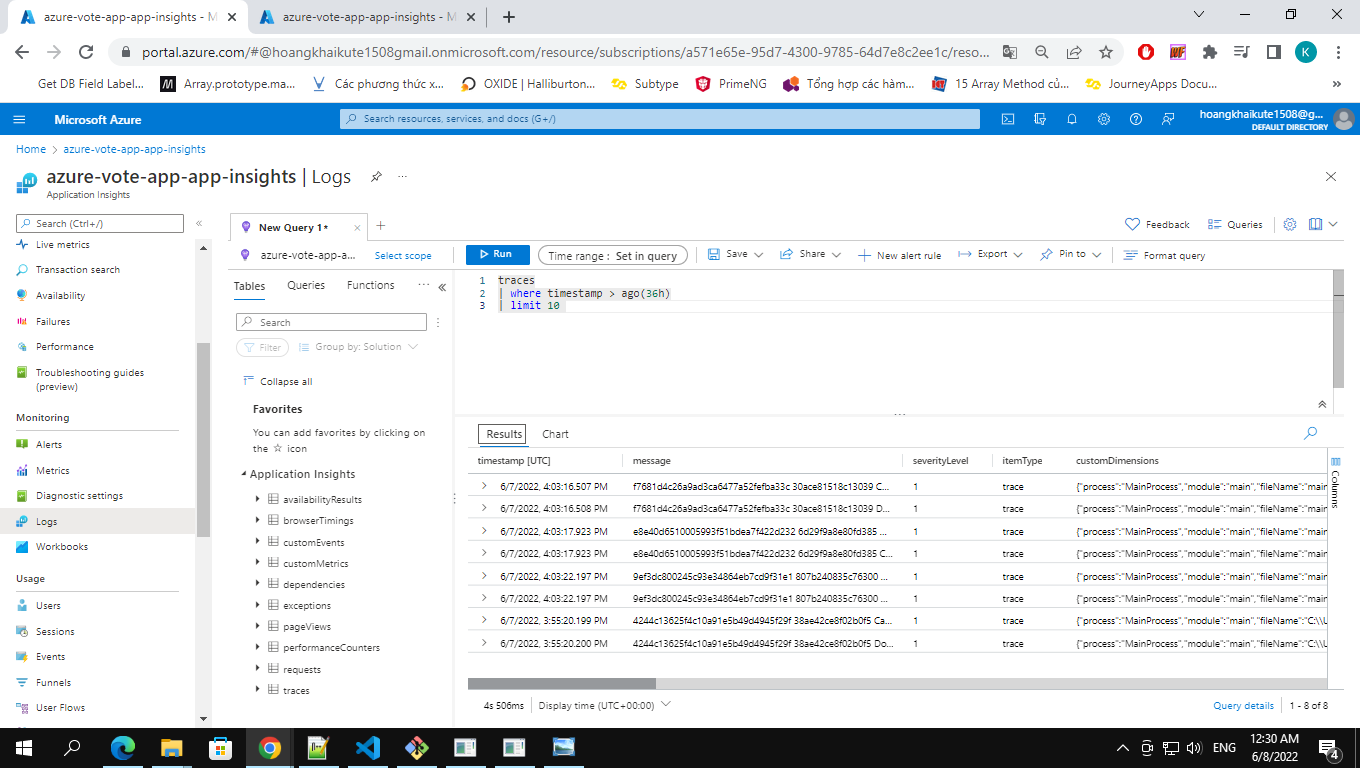 azure-vote-app-app-insights - M
azure-vote-app-app-insights - M
portal.azure.com/#@hoangkhaikute1508gmail.onmicrosoft.com/resource/subscriptions/a571e65e-95d7-4300-9785-64d7e8c2ee1c/reso...
K
Get DB Field Label...
Array.prototype.ma...
Các phương thức x...
OXIDE | Halliburton...
Subtype
PrimeNG
Tổng hợp các hàm...
15 Array Method củ...
JourneyApps Docu...
»
Microsoft Azure
Search resources, services, and docs (G+/)
hoangkhaikute1508@g...
DEFAULT DIRECTORY
Home > azure-vote-app-app-insights
azure-vote-app-app-insights | Logs
...
Application Insights
Search (Ctrl+/)
«
Live metrics
Transaction search
Availability
Failures
Performance
Troubleshooting guides
(preview)
Monitoring
Alerts
Metrics
Diagnostic settings
Logs
Workbooks
Usage
Users
Sessions
Events
Funnels
User Flows
New Query 1*
Feedback
Queries
azure-vote-app-a...
Select scope
Run
Time range : Set in query
Save
Share
New alert rule
Export
Pin to
Format query
Tables
Queries
Functions
...
«
Search
Filter
Group by: Solution
Collapse all
Favorites
You can add favorites by clicking on
the ☆ icon
Application Insights
availabilityResults
browserTimings
customEvents
customMetrics
dependencies
exceptions
pageViews
performanceCounters
requests
traces
1 traces
2 | where timestamp > ago(36h)
3 | limit 10
Results
Chart
timestamp [UTC] message severityLevel itemType customDimensions
6/7/2022, 4:03:16.507 PM f7681d4c26a9ad3ca6477a52fefba33c 30ace81518c13039 C... 1 trace {"process":"MainProcess","module":"main","fileName":"main
6/7/2022, 4:03:16.508 PM f7681d4c26a9ad3ca6477a52fefba33c 30ace81518c13039 D... 1 trace {"process":"MainProcess","module":"main","fileName":"main
6/7/2022, 4:03:17.923 PM e8e40d6510005993f51bdea7f422d232 6d29f9a8e80fd385 ... 1 trace {"process":"MainProcess","module":"main","fileName":"main
6/7/2022, 4:03:17.923 PM e8e40d6510005993f51bdea7f422d232 6d29f9a8e80fd385 C... 1 trace {"process":"MainProcess","module":"main","fileName":"main
6/7/2022, 4:03:22.197 PM 9ef3dc800245c93e34864eb7cd9f31e1 807b240835c76300 ... 1 trace {"process":"MainProcess","module":"main","fileName":"main
6/7/2022, 4:03:22.197 PM 9ef3dc800245c93e34864eb7cd9f31e1 807b240835c76300 ... 1 trace {"process":"MainProcess","module":"main","fileName":"main
6/7/2022, 3:55:20.199 PM 4244c13625f4c10a91e5b49d4945f29f 38ae42ce8f02b0f5 Ca... 1 trace {"process":"MainProcess","module":"main","fileName":"C:\\U
6/7/2022, 3:55:20.200 PM 4244c13625f4c10a91e5b49d4945f29f 38ae42ce8f02b0f5 Do... 1 trace {"process":"MainProcess","module":"main","fileName":"C:\\U
Columns
4s 506ms
Display time (UTC+00:00)
Query details
1 - 8 of 8
ENG
12:30 AM
6/8/2022
4